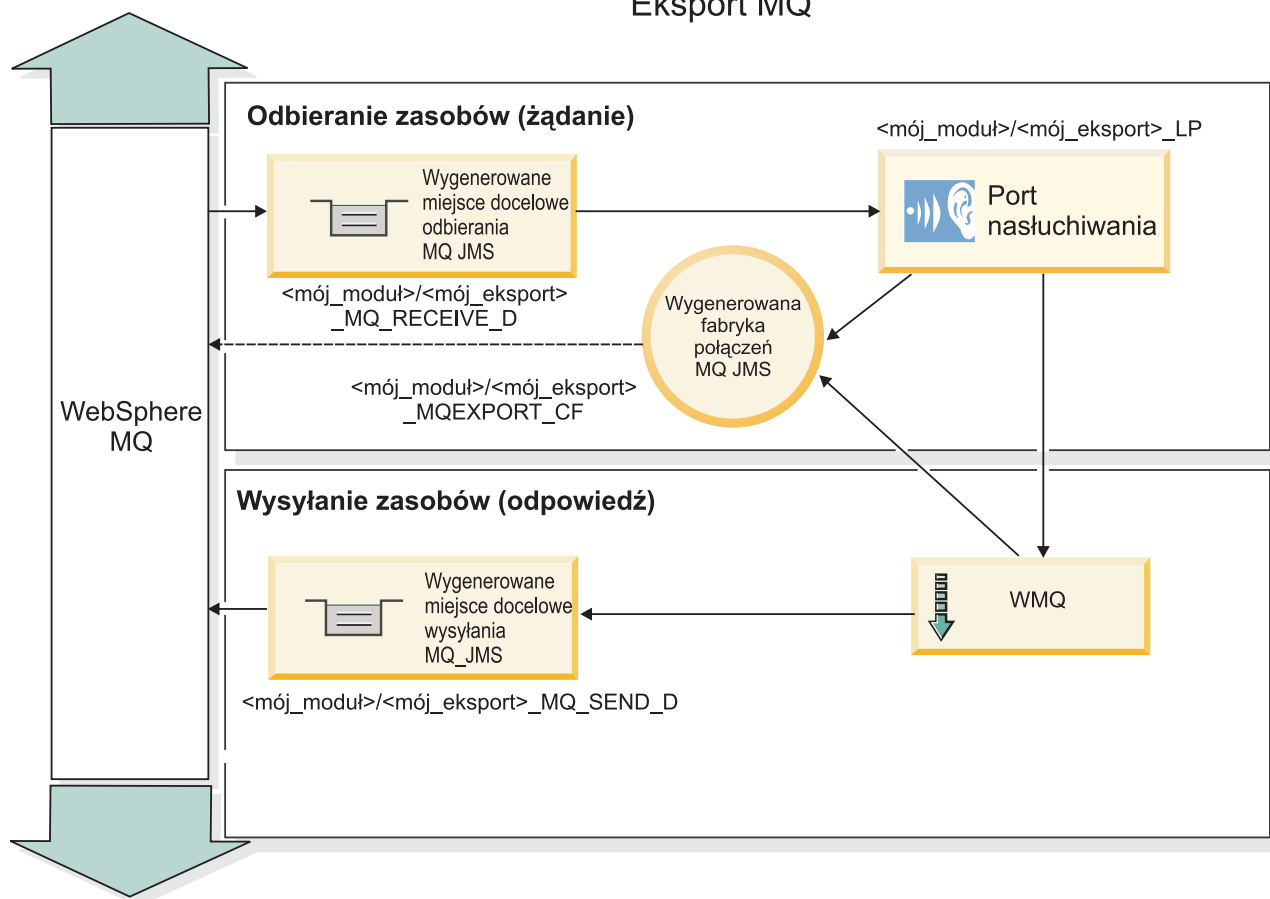 Eksport MQ
Odbieranie zasobów (żądanie)
<mój_moduł>/<mój_eksport>_LP
Wygenerowane
miejsce docelowe
odbierania
MQ JMS
Port
nasłuchiwania
<mój_moduł>/<mój_eksport>
_MQ_RECEIVE_D
Wygenerowana
fabryka
połączeń
MQ JMS
<mój_moduł>/<mój_eksport>
_MQEXPORT_CF
WebSphere
MQ
Wysyłanie zasobów (odpowiedź)
Wygenerowane
miejsce docelowe
wysyłania
MQ_JMS
WMQ
<mój_moduł>/<mój_eksport>_MQ_SEND_D